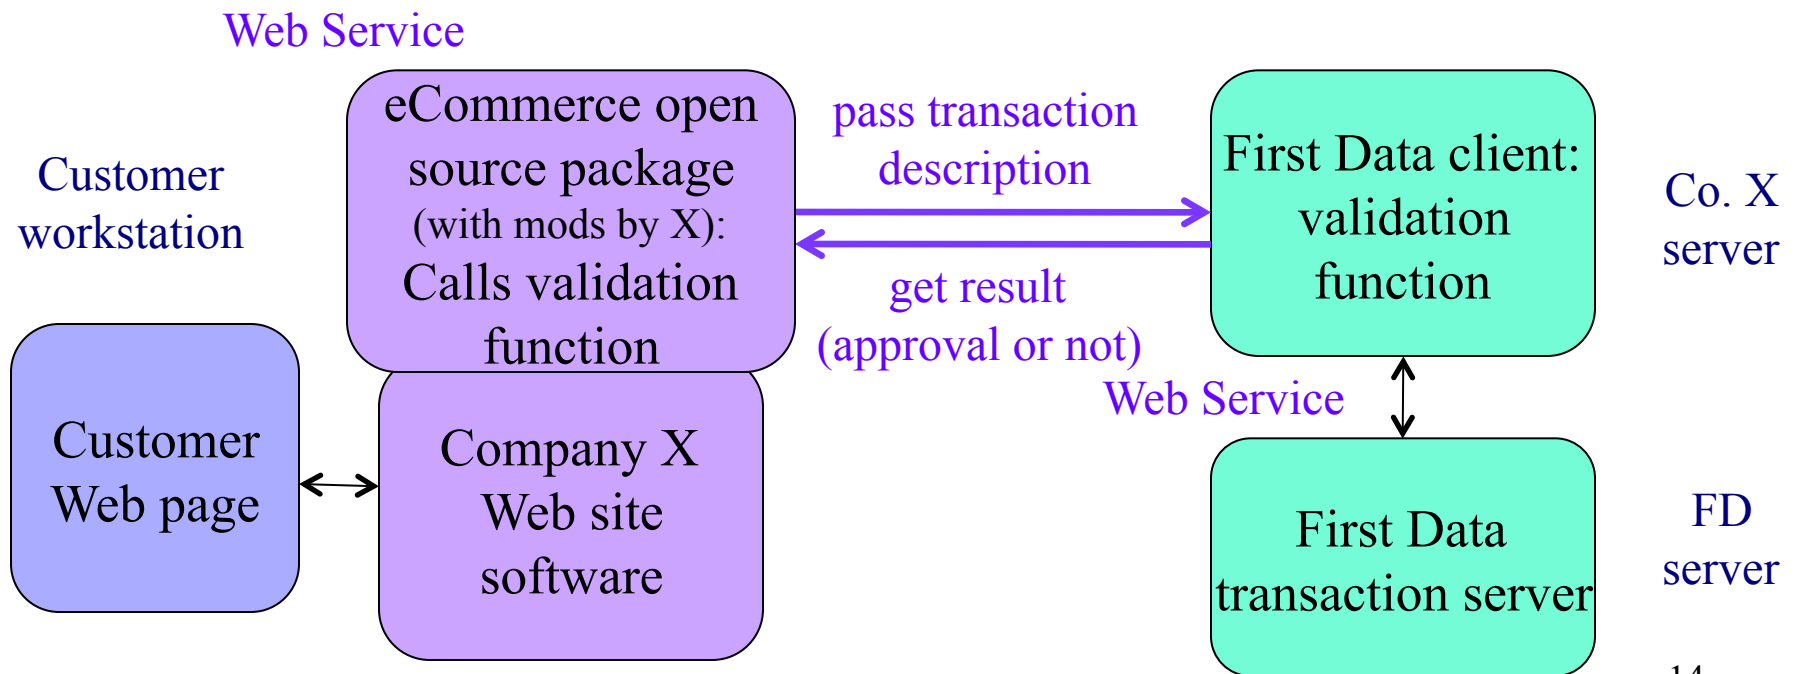 Web Service
eCommerce open
source package
(with mods by X):
Calls validation
function
pass transaction
description
First Data client:
validation
function
Customer
workstation
Co. X
server
get result
(approval or not)
Web Service
Customer
Web page
Company X
Web site
software
First Data
transaction server
FD
server
14